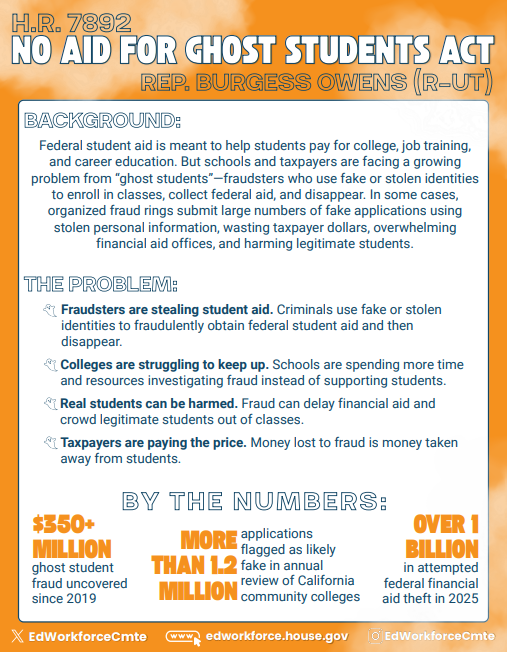 H.R. 7892
NO AID FOR GHOST STUDENTS ACT
REP. BURGESS OWENS (R-UT)
BACKGROUND:
Federal student aid is meant to help students pay for college, job training,
and career education. But schools and taxpayers are facing a growing
problem from “ghost students”—fraudsters who use fake or stolen identities
to enroll in classes, collect federal aid, and disappear. In some cases,
organized fraud rings submit large numbers of fake applications using
stolen personal information, wasting taxpayer dollars, overwhelming
financial aid offices, and harming legitimate students.
THE PROBLEM:
Fraudsters are stealing student aid. Criminals use fake or stolen
identities to fraudulently obtain federal student aid and then
disappear.
Colleges are struggling to keep up. Schools are spending more time
and resources investigating fraud instead of supporting students.
Real students can be harmed. Fraud can delay financial aid and
crowd legitimate students out of classes.
Taxpayers are paying the price. Money lost to fraud is money taken
away from students.
BY THE NUMBERS:
$350+
MILLION
ghost student
fraud uncovered
since 2019
MORE
THAN 1.2
MILLION
applications
flagged as likely
fake in annual
review of California
community colleges
OVER 1
BILLION
in attempted
federal financial
aid theft in 2025
EdWorkforceCmte
www
edworkforce.house.gov
EdWorkforceCmte